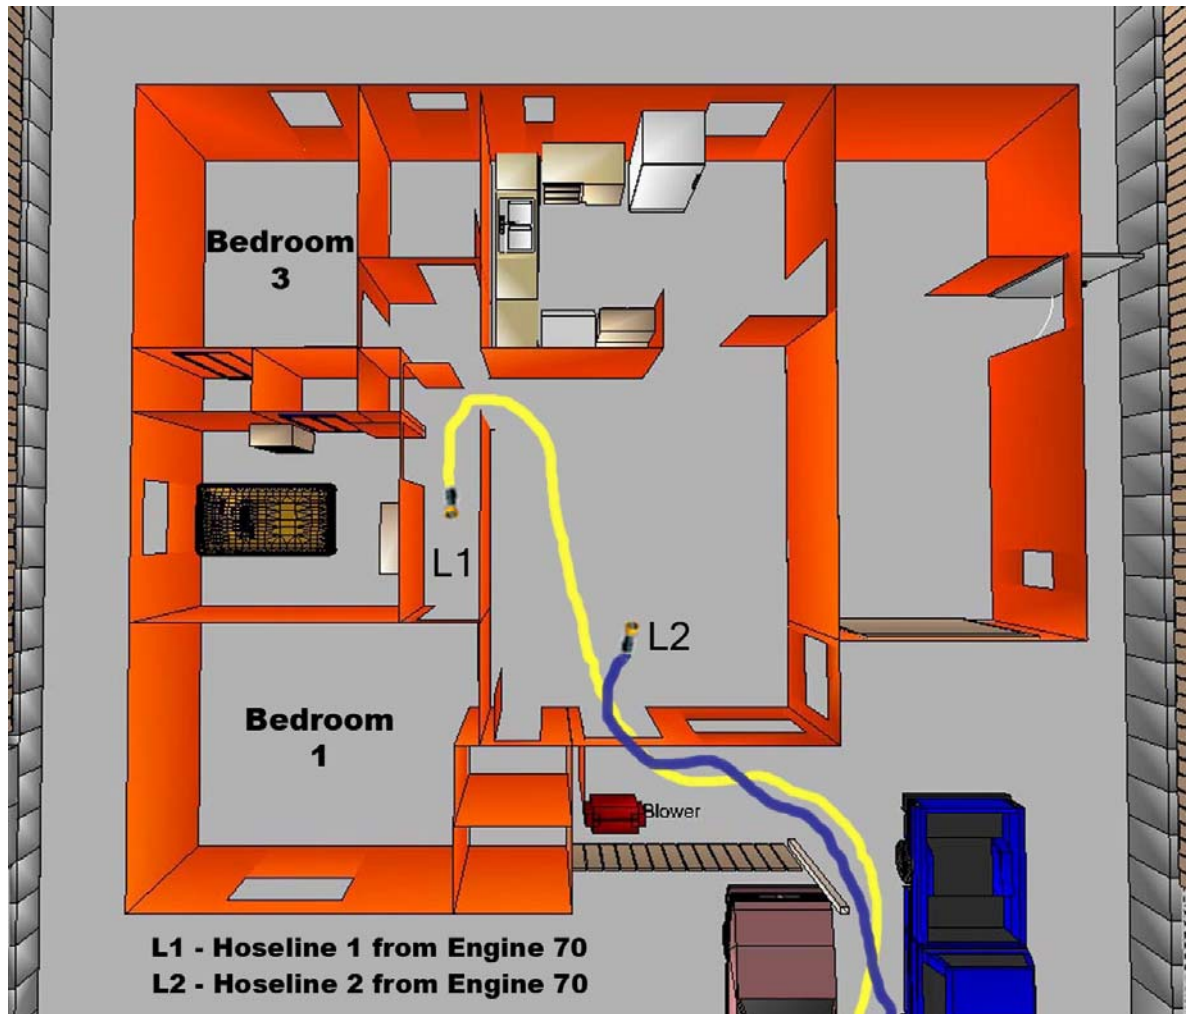 Bedroom
3
L1
L2
Bedroom
1
Blower
L1 - Hoseline 1 from Engine 70
L2 - Hoseline 2 from Engine 70